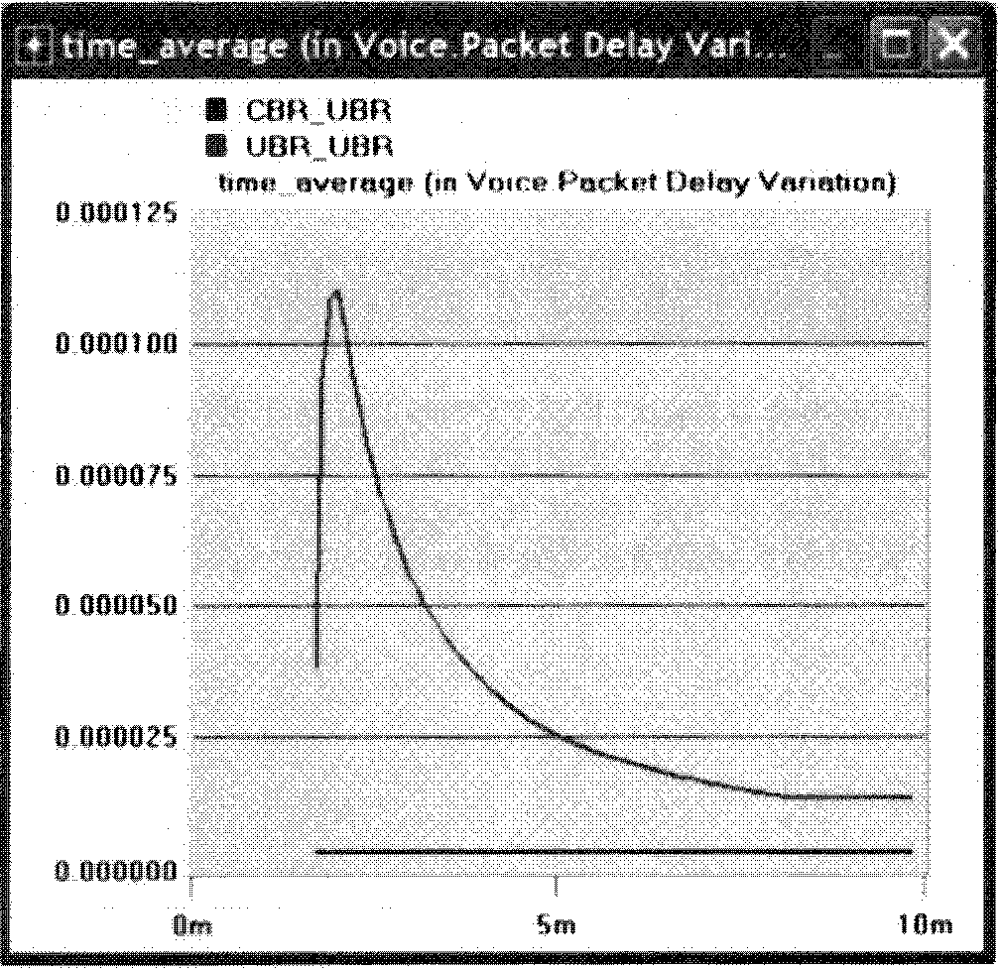 time_average (in Voice Packet Delay Vari...
CBR_UBR
UBR_UBR
time_average (in Voice Packet Delay Variation)
0.000125
0.000100
0.000075
0.000050
0.000025
0.000000
0m 5m 10m